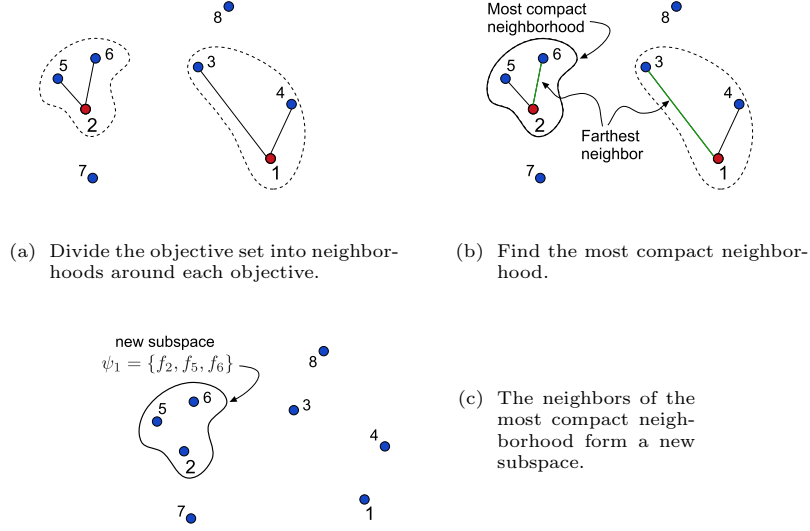 8
5
6
2
3
4
1
7
(a) Divide the objective set into neighbor-
hoods around each objective.
Most compact
neighborhood
8
5
6
2
3
4
Farthest
neighbor
1
7
(b) Find the most compact neighbor-
hood.
new subspace
ψ₁ = {f₂, f₅, f₆}
8
5
6
3
2
4
7
1
(c) The neighbors of the
most compact neigh-
borhood form a new
subspace.